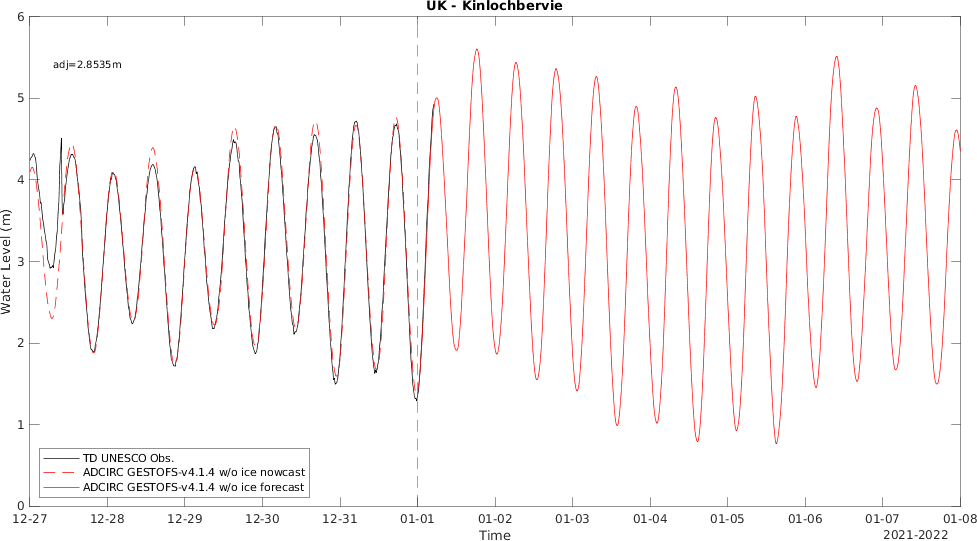 UK - Kinlochbervie
adj=2.8535m
Water Level (m)
6
5
4
3
2
1
0
TD UNESCO Obs.
ADCIRC GESTOFS-v4.1.4 w/o ice nowcast
ADCIRC GESTOFS-v4.1.4 w/o ice forecast
12-27 12-28 12-29 12-30 12-31 01-01 01-02 01-03 01-04 01-05 01-06 01-07 01-08
Time
2021-2022